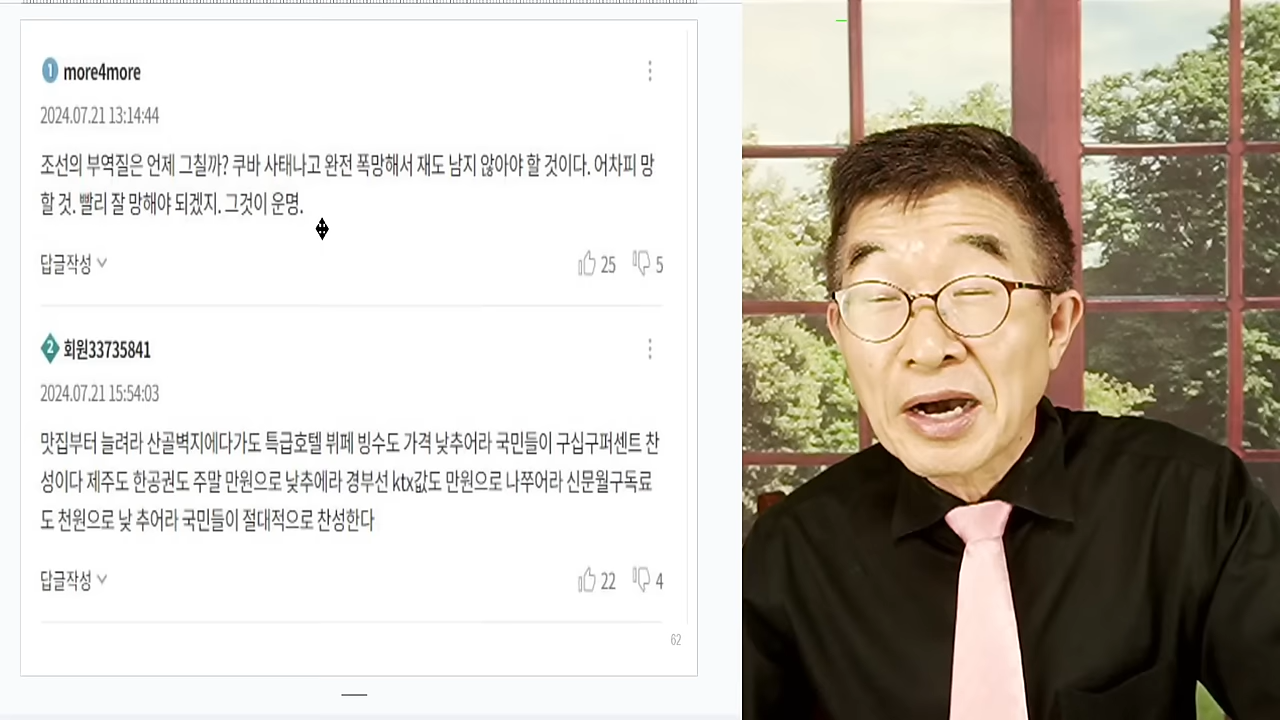 1 more4more
2024.07.21 13:14:44
조선의 부역질은 언제 그칠까? 쿠바 사태나고 완전 폭망해서 재도 남지 않아야 할 것이다. 어차피 망
할 것. 빨리 잘 망해야 되겠지. 그것이 운명.
답글작성 25 5
2 회원33735841
2024.07.21 15:54:03
맛집부터 늘려라 산골벽지에다가도 특급호텔 뷔페 빙수도 가격 낮추어라 국민들이 구십구퍼센트 찬
성이다 제주도 한공권도 주말 만원으로 낮추에라 경부선 ktx값도 만원으로 나쭈어라 신문월구독료
도 천원으로 낮 추어라 국민들이 절대적으로 찬성한다
답글작성 22 4
62